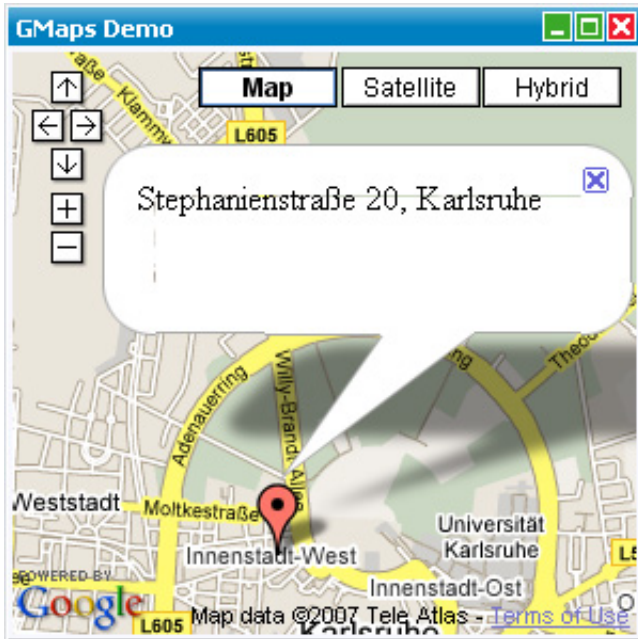 GMaps Demo
Map Satellite Hybrid
L605
Stephanienstraße 20, Karlsruhe
Adenauerring
Willy-Brandt-Allee
Weststadt
Moltkestraße
Innenstadt-West
Universität
Karlsruhe
Innenstadt-Ost
POWERED BY
Google
L605
Map data ©2007 Tele Atlas - Terms of Use
Karlsruhe